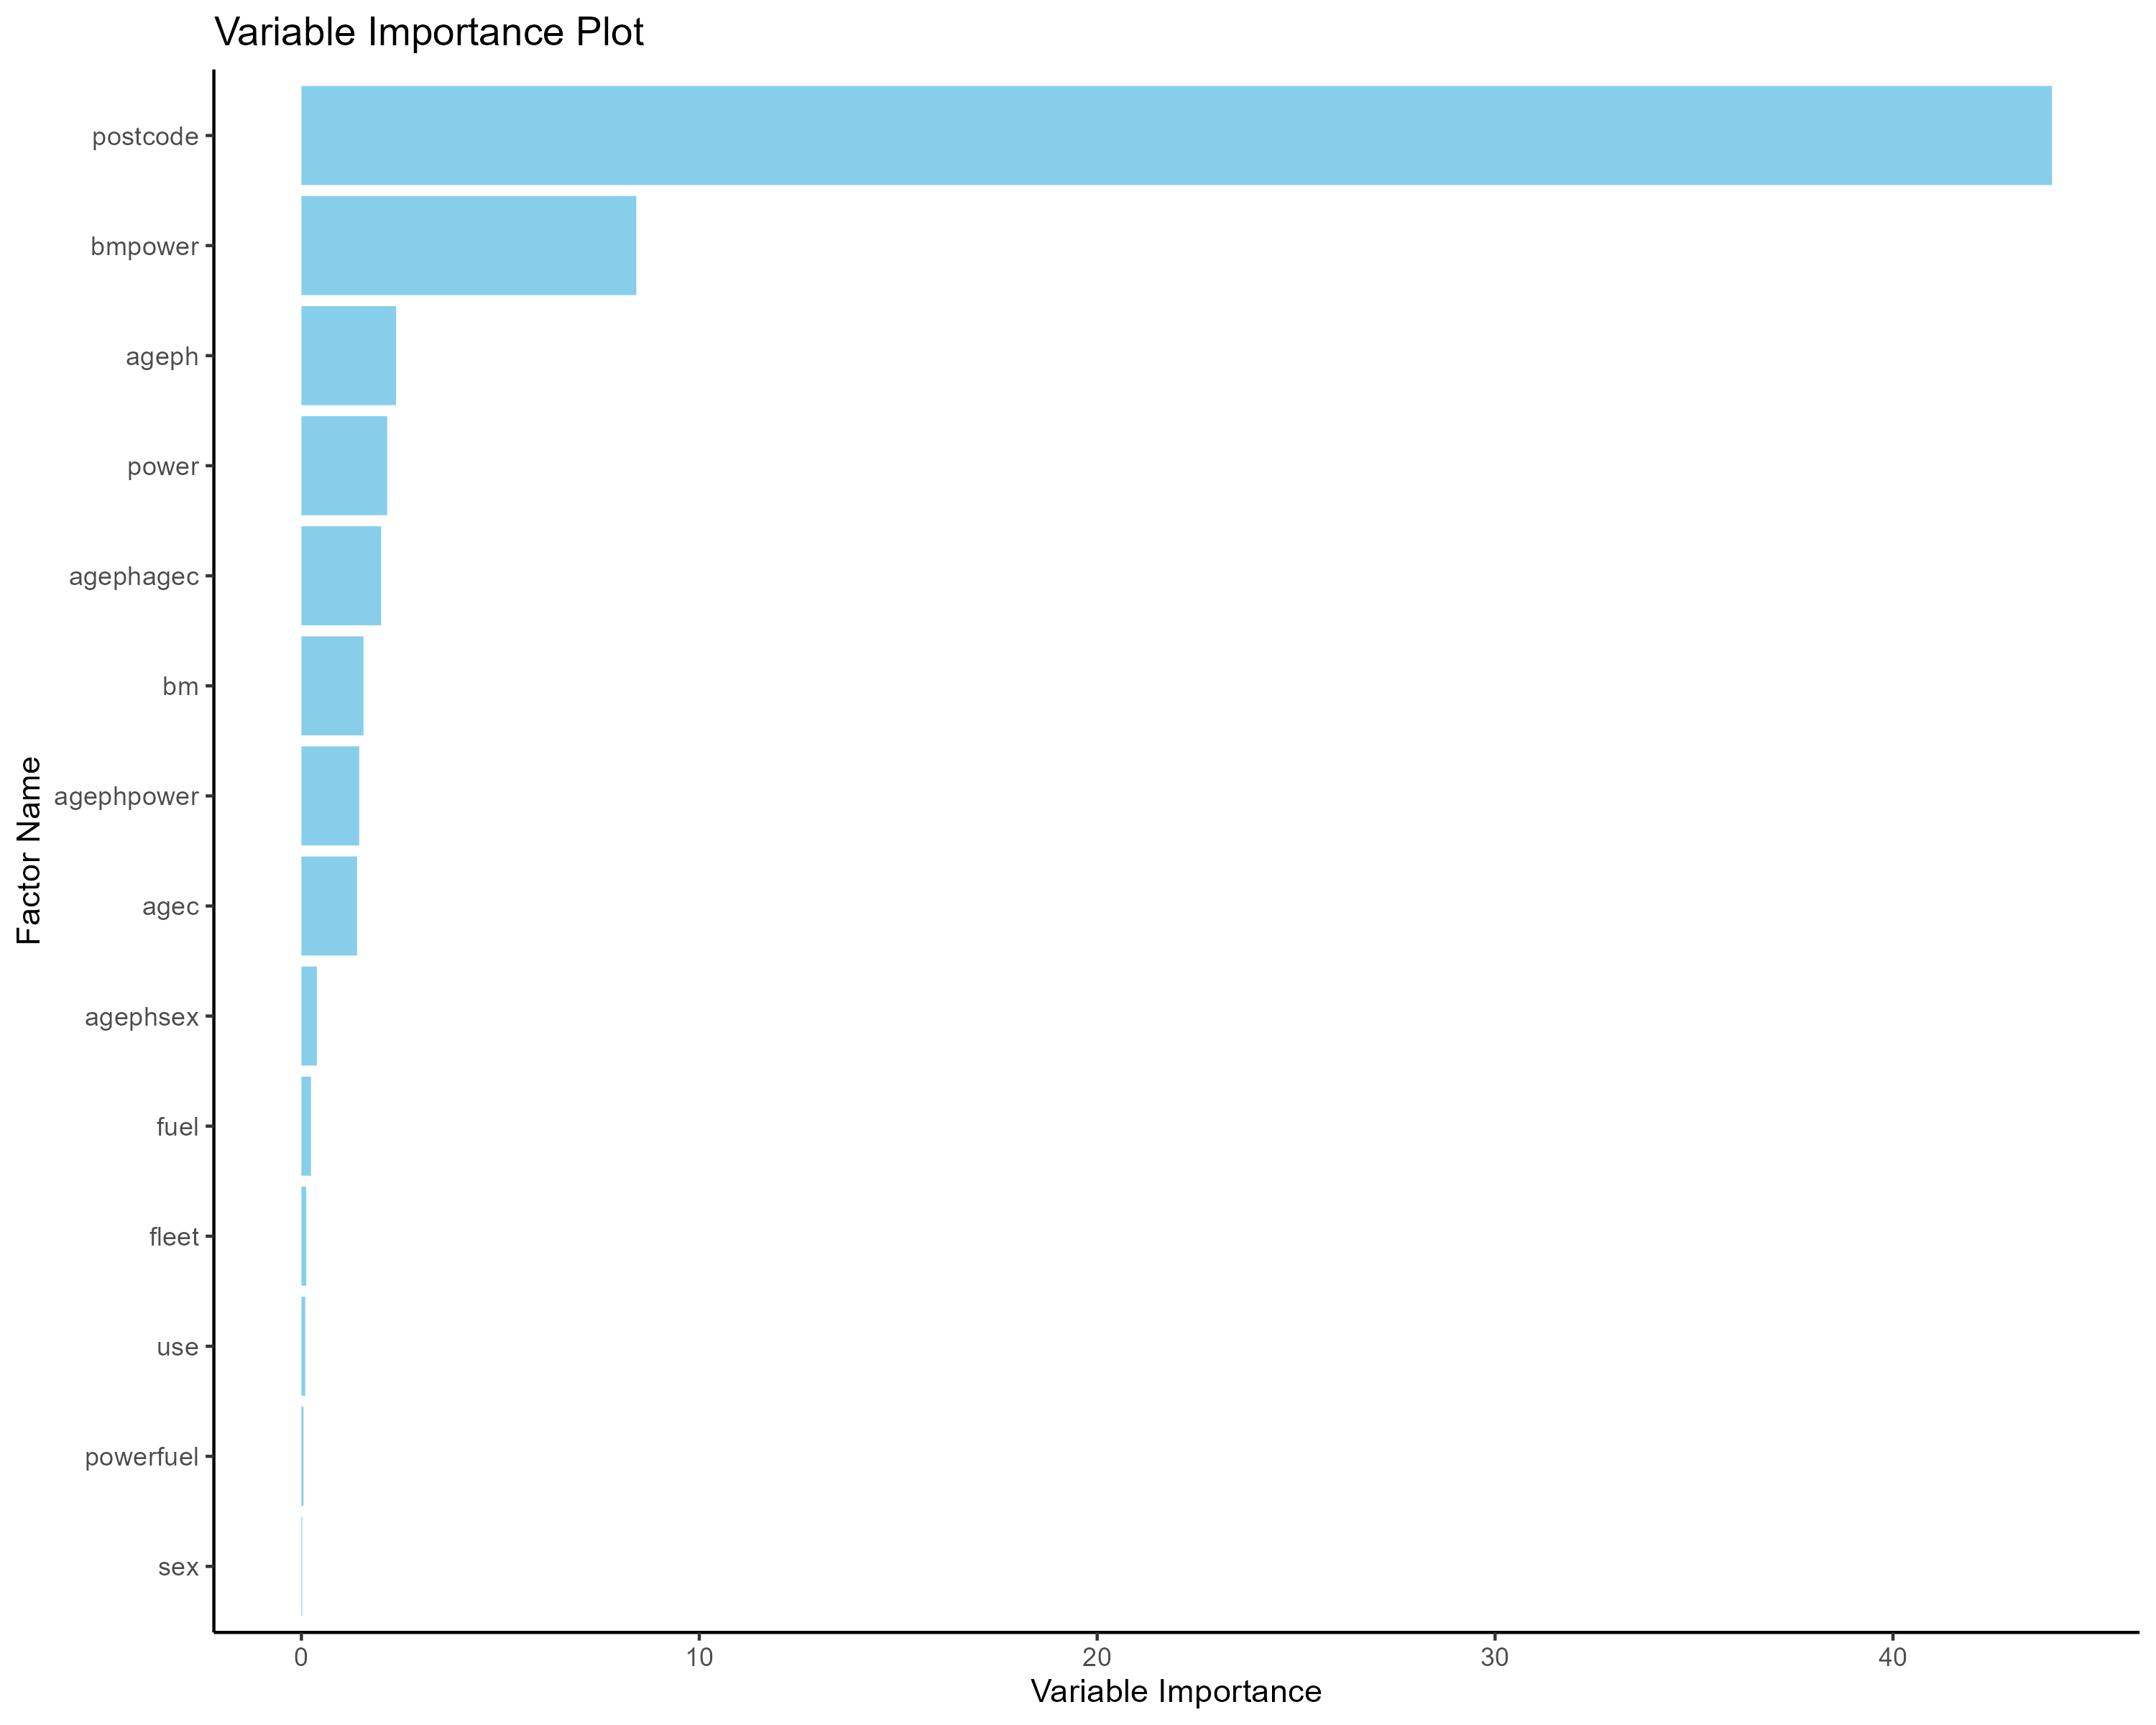 Variable Importance Plot
postcode
bmpower
ageph
power
agephagec
bm
agephpower
agec
agephsex
fuel
fleet
use
powerfuel
sex
Factor Name
0 10 20 30 40
Variable Importance